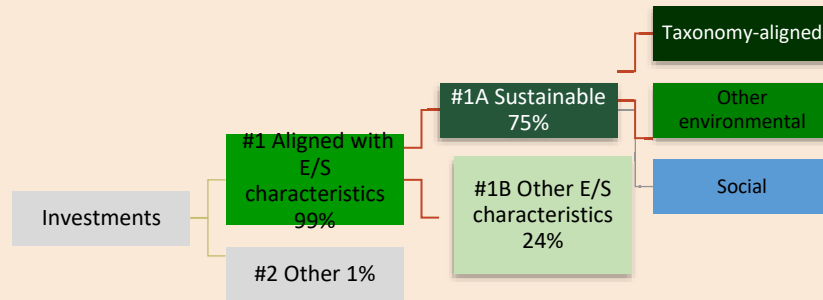 Investments
#1 Aligned with
E/S
characteristics
99%
#2 Other 1%
#1A Sustainable
75%
#1B Other E/S
characteristics
24%
Taxonomy-aligned
Other
environmental
Social